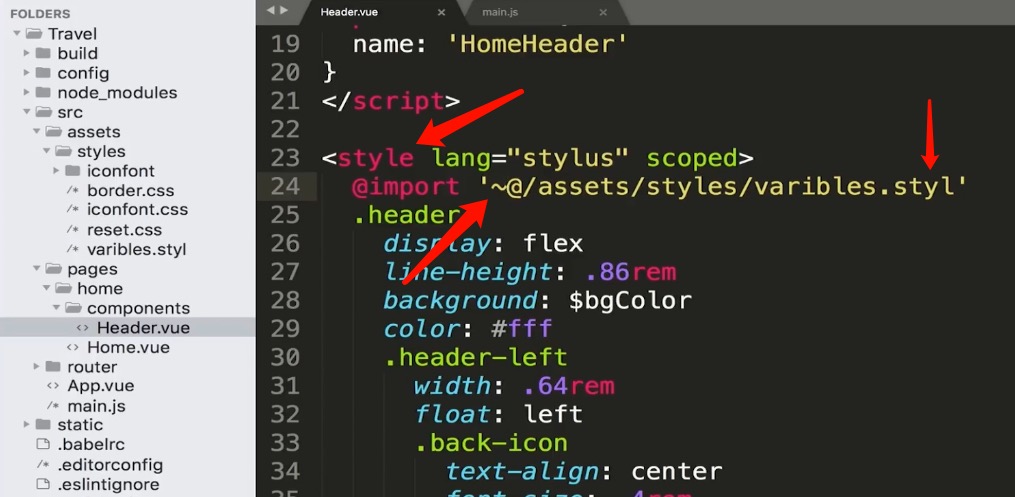 FOLDERS
Travel
build
config
node_modules
src
assets
styles
iconfont
/* border.css
/* iconfont.css
/* reset.css
/* varibles.styl
pages
home
components
<> Header.vue
<> Home.vue
router
<> App.vue
/* main.js
static
.babelrc
/* .editorconfig
.eslintignore
Header.vue × main.js ×
19 name: 'HomeHeader'
20 }
21 </script>
22
23 <style lang="stylus" scoped>
24 @import '~@/assets/styles/varibles.styl'
25 .header
26 display: flex
27 line-height: .86rem
28 background: $bgColor
29 color: #fff
30 .header-left
31 width: .64rem
32 float: left
33 .back-icon
34 text-align: center
35 font-size: .4rem